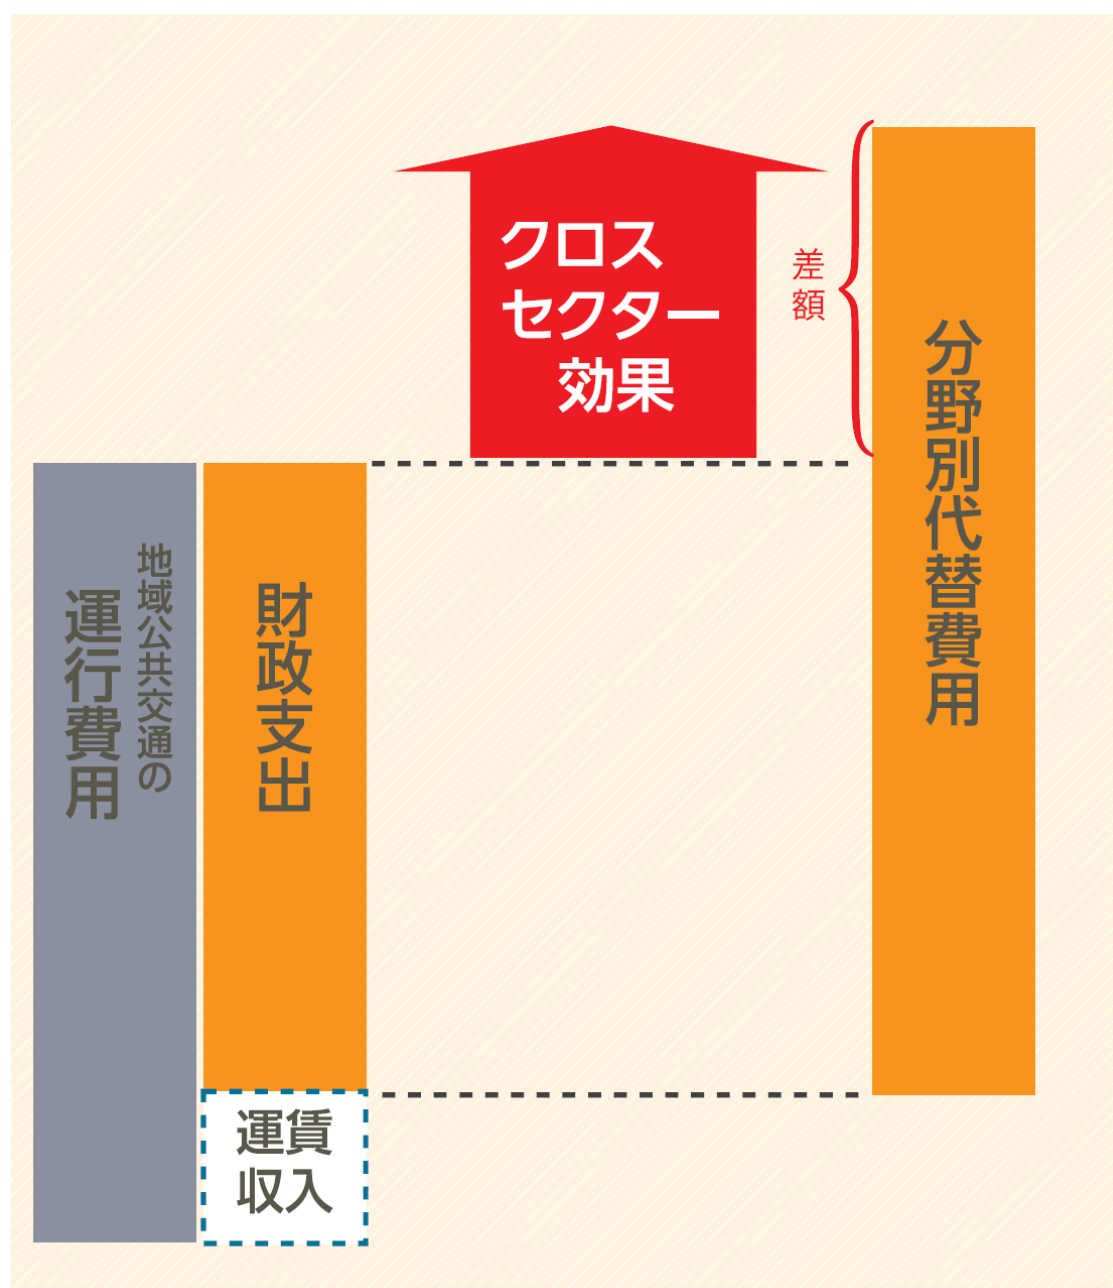 クロス
セクター
効果
差額
分野別代替費用
地域公共交通の
運行費用
財政支出
運賃
収入